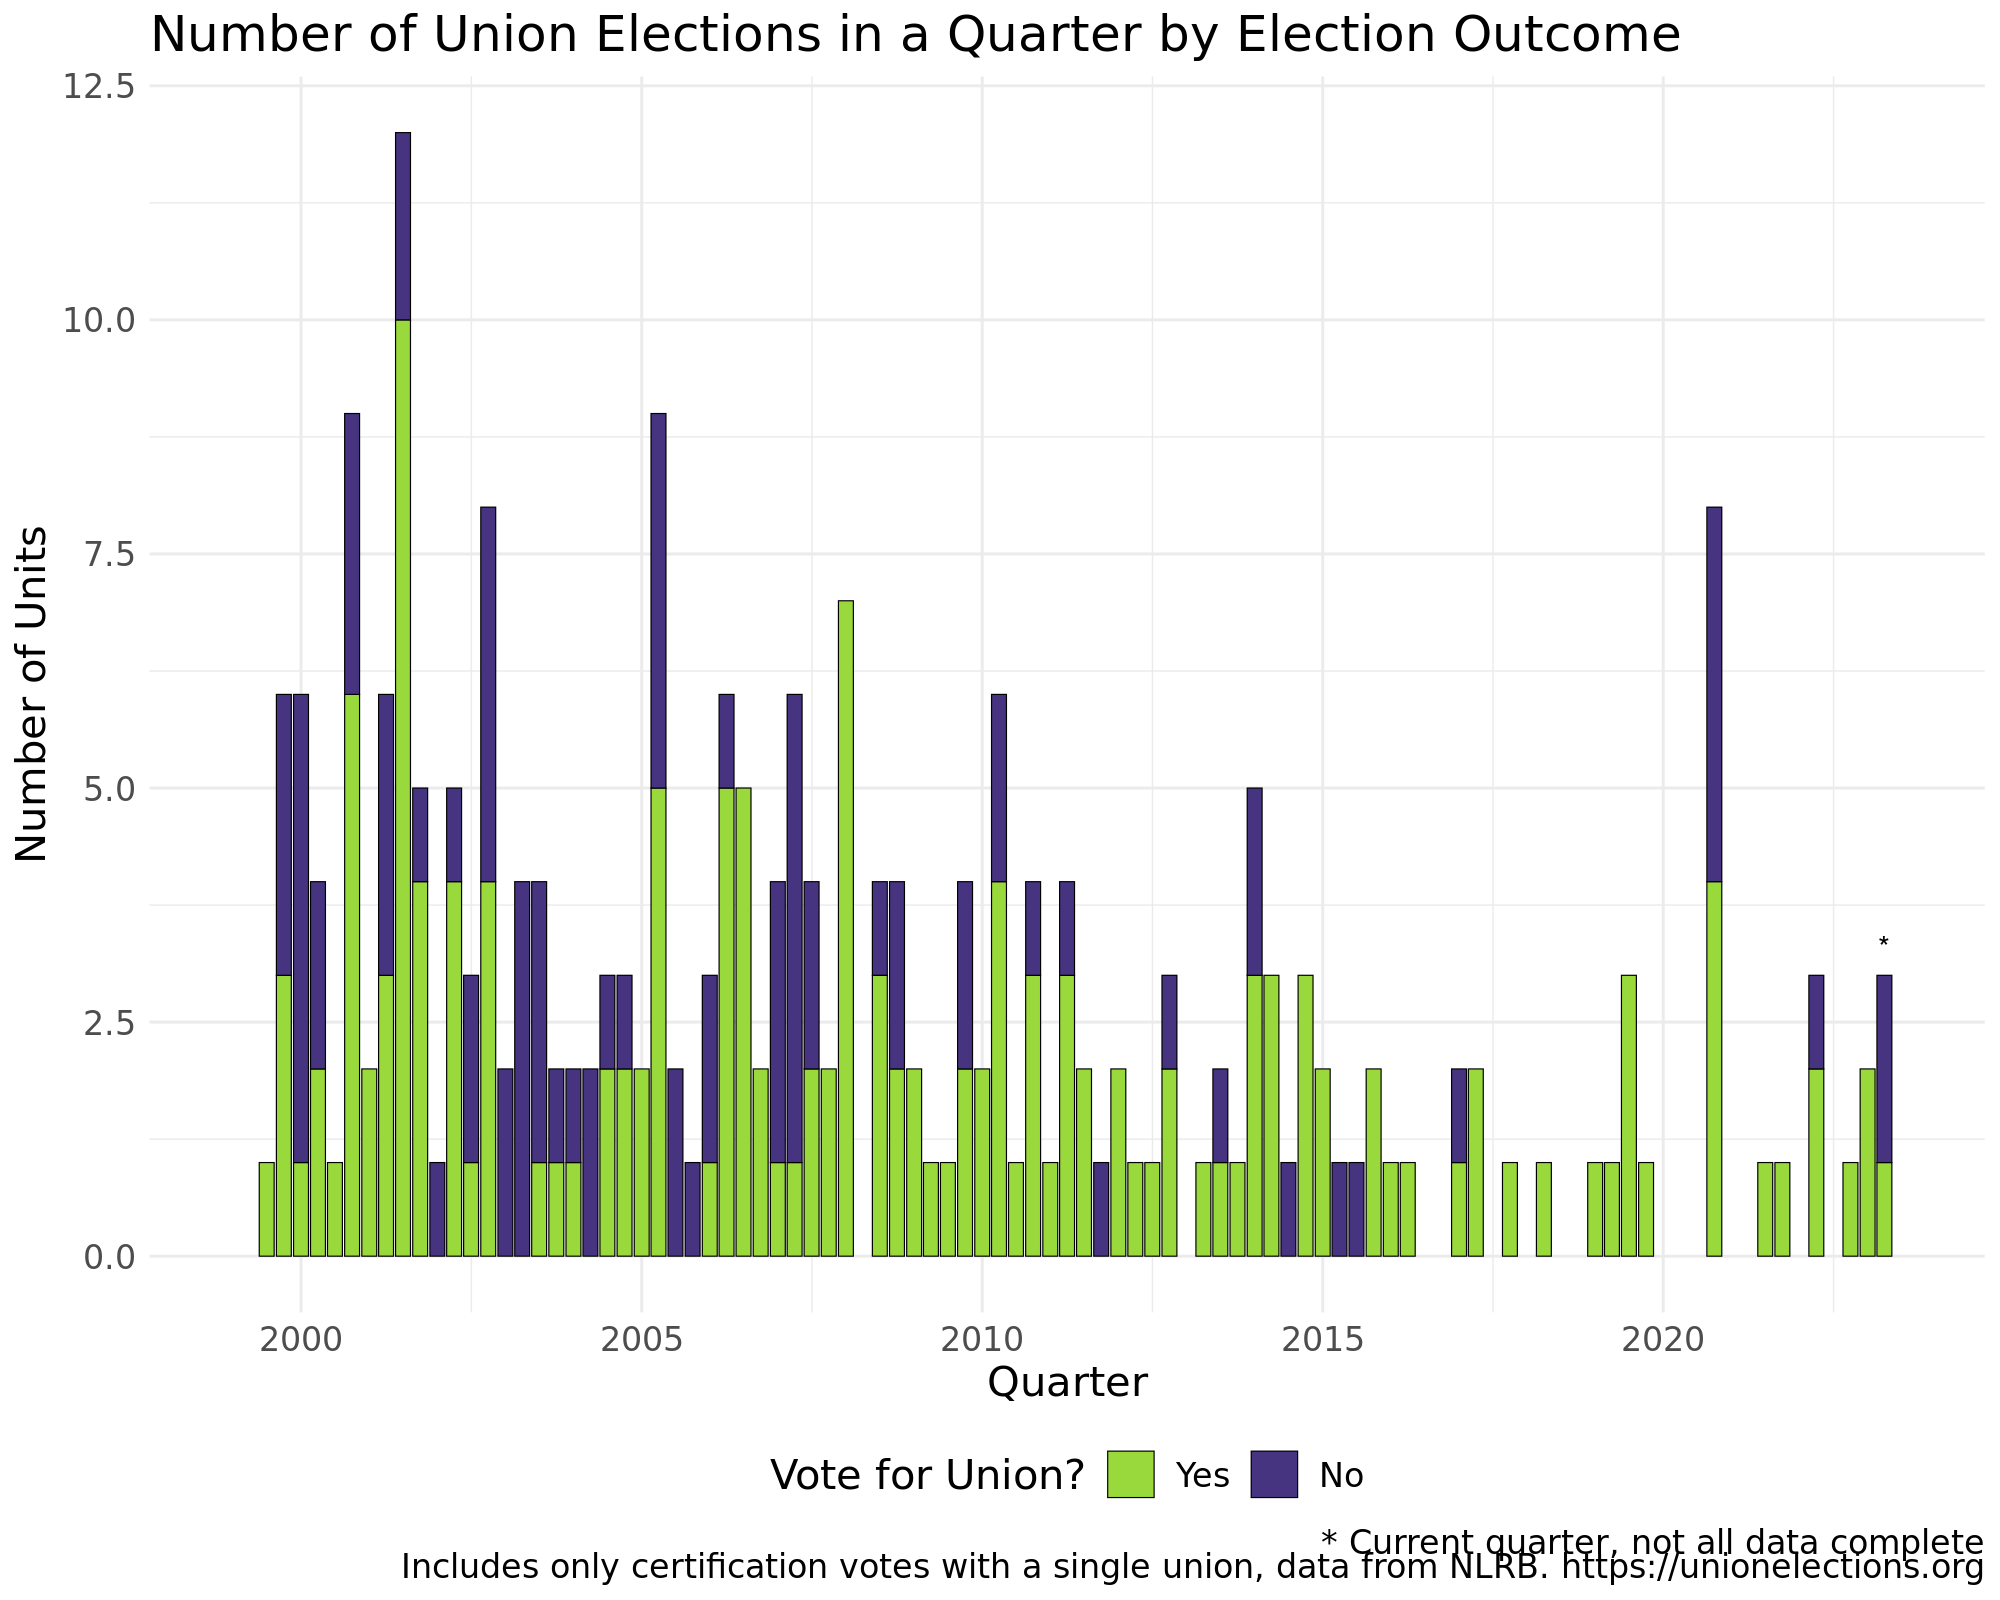 Number of Union Elections in a Quarter by Election Outcome
12.5
10.0
7.5
5.0
2.5
0.0
Number of Units
*
2000 2005 2010 2015 2020
Quarter
Vote for Union? Yes No
* Current quarter, not all data complete
Includes only certification votes with a single union, data from NLRB. https://unionelections.org